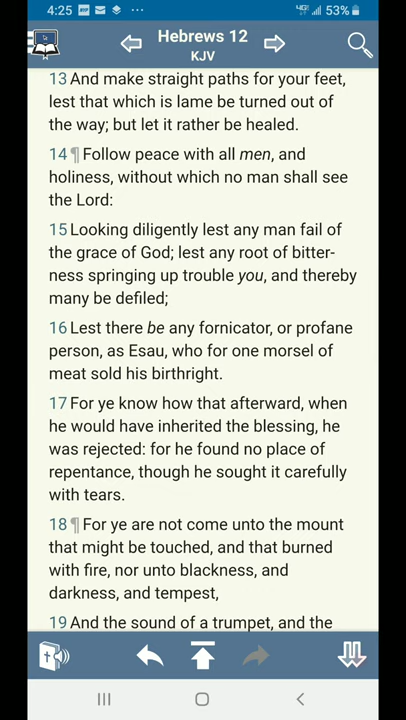 4:25 53%
Hebrews 12
KJV
13 And make straight paths for your feet,
lest that which is lame be turned out of
the way; but let it rather be healed.
14 ¶ Follow peace with all men, and
holiness, without which no man shall see
the Lord:
15 Looking diligently lest any man fail of
the grace of God; lest any root of bitter-
ness springing up trouble you, and thereby
many be defiled;
16 Lest there be any fornicator, or profane
person, as Esau, who for one morsel of
meat sold his birthright.
17 For ye know how that afterward, when
he would have inherited the blessing, he
was rejected: for he found no place of
repentance, though he sought it carefully
with tears.
18 ¶ For ye are not come unto the mount
that might be touched, and that burned
with fire, nor unto blackness, and
darkness, and tempest,
19 And the sound of a trumpet, and the